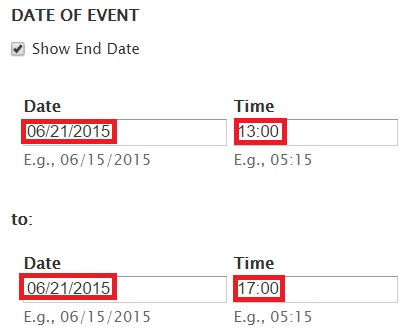 DATE OF EVENT
Show End Date
Date Time
06/21/2015 13:00
E.g., 06/15/2015 E.g., 05:15
to:
Date Time
06/21/2015 17:00
E.g., 06/15/2015 E.g., 05:15